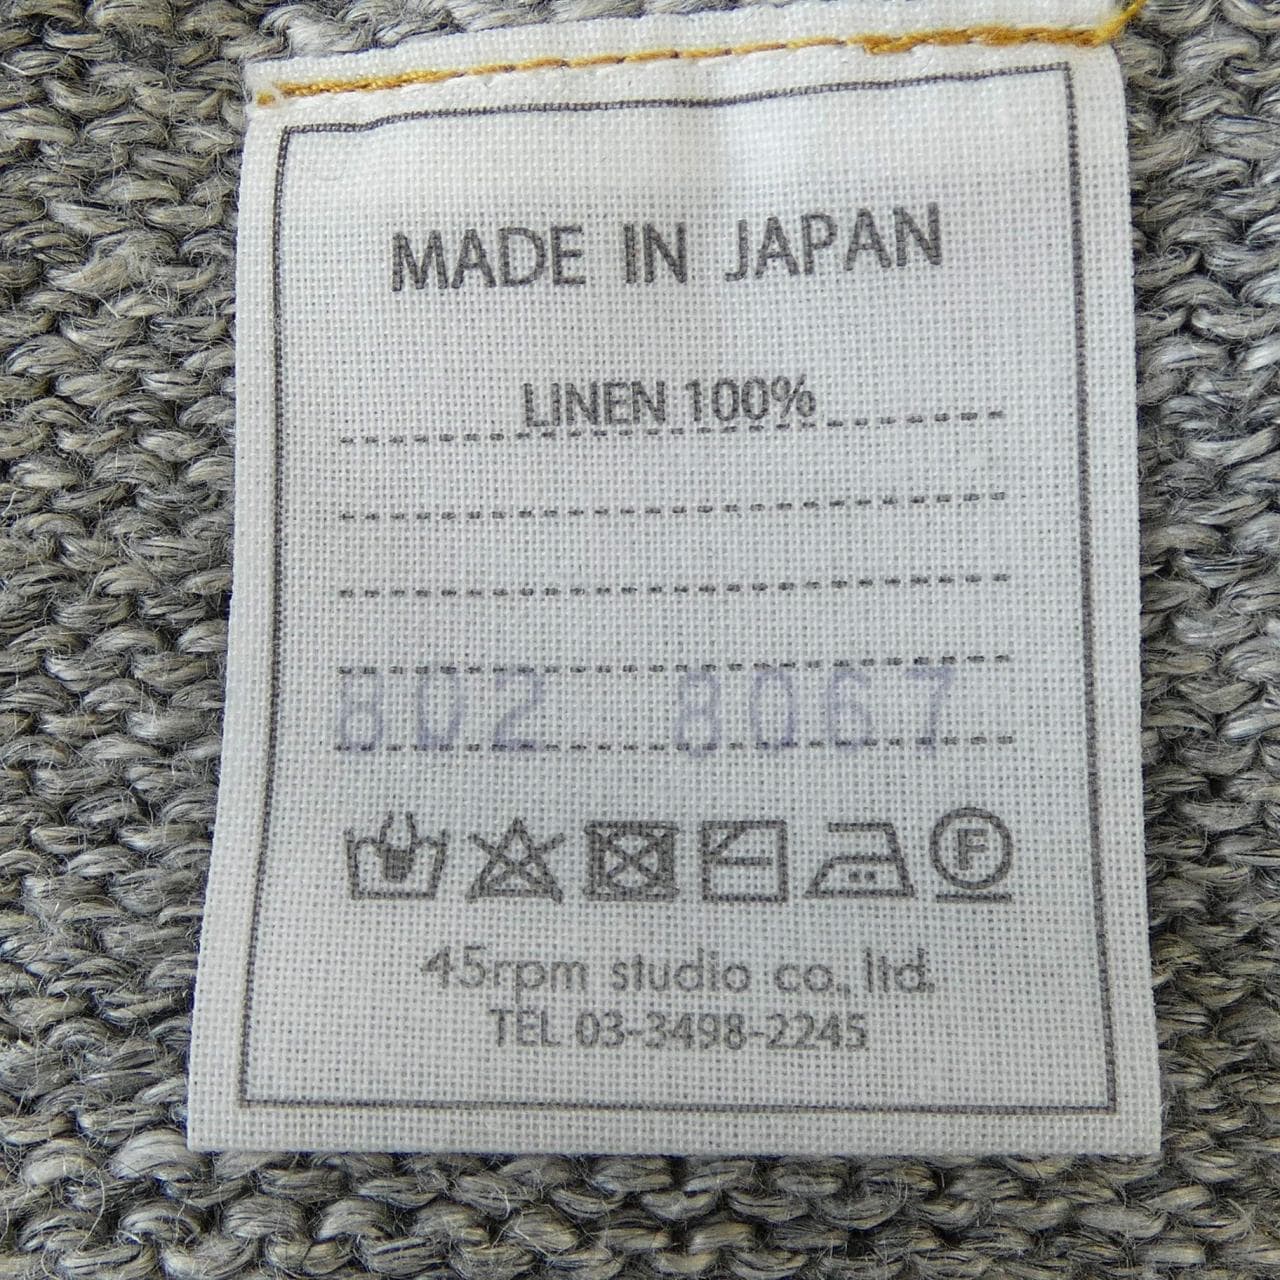 MADE IN JAPAN
LINEN 100%
802 8067
F
45rpm studio co., ltd.
TEL 03-3498-2245